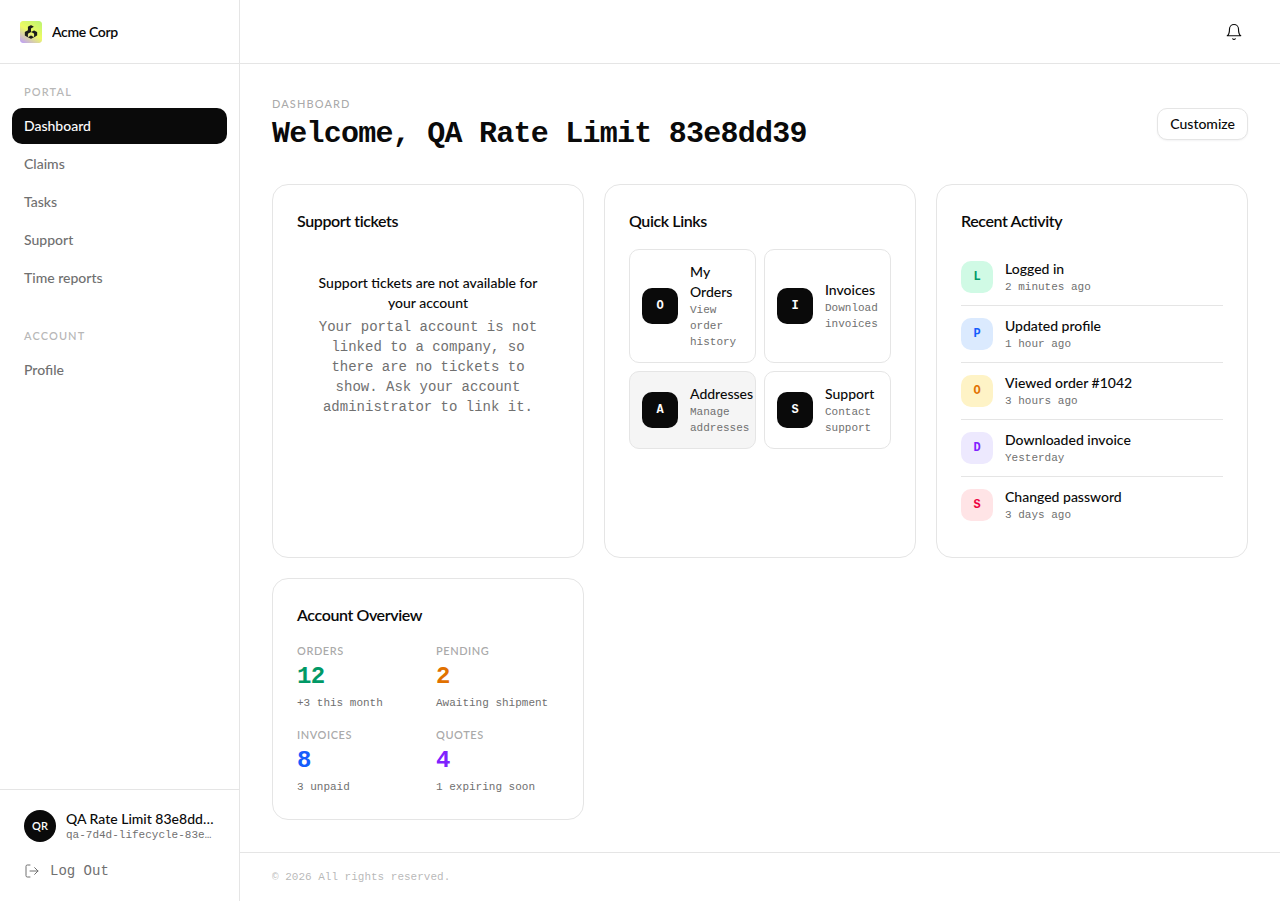 Acme Corp
PORTAL
Dashboard
Claims
Tasks
Support
Time reports
ACCOUNT
Profile
QR
QA Rate Limit 83e8dd...
qa-7d4d-lifecycle-83e...
Log Out
DASHBOARD
Welcome, QA Rate Limit 83e8dd39
Customize
Support tickets
Support tickets are not available for
your account
Your portal account is not
linked to a company, so
there are no tickets to
show. Ask your account
administrator to link it.
Quick Links
O
My
Orders
View
order
history
I
Invoices
Download
invoices
A
Addresses
Manage
addresses
S
Support
Contact
support
Recent Activity
L
Logged in
2 minutes ago
P
Updated profile
1 hour ago
O
Viewed order #1042
3 hours ago
D
Downloaded invoice
Yesterday
S
Changed password
3 days ago
Account Overview
ORDERS
12
+3 this month
PENDING
2
Awaiting shipment
INVOICES
8
3 unpaid
QUOTES
4
1 expiring soon
© 2026 All rights reserved.